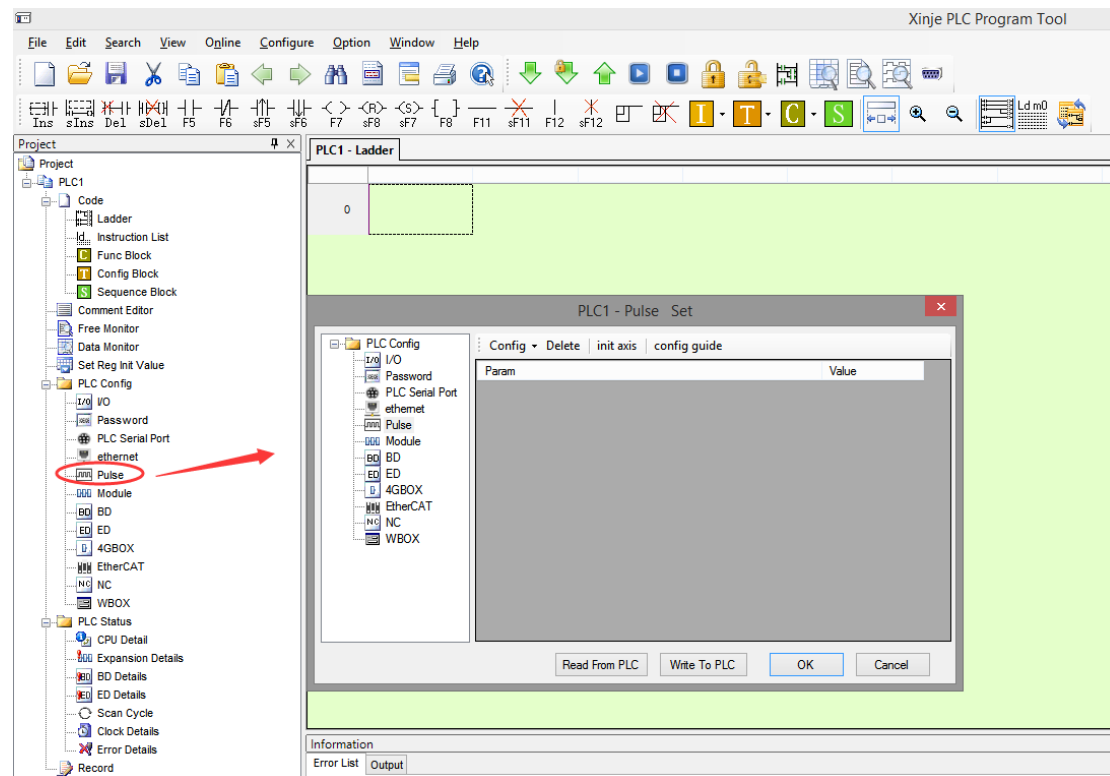 Xinje PLC Program Tool
File Edit Search View Online Configure Option Window Help
Ins sIns Del sDel F5 F6 sF5 sF6 F7 sF8 sF7 F8 F11 sF11 F12 sF12 I T C S Ld m0
Project
PLC1 - Ladder
Project
PLC1
Code
Ladder
Instruction List
Func Block
Config Block
Sequence Block
Comment Editor
Free Monitor
Data Monitor
Set Reg Init Value
PLC Config
I/O
Password
PLC Serial Port
ethernet
Pulse
Module
BD
ED
4GBOX
EtherCAT
NC
WBOX
PLC Status
CPU Detail
Expansion Details
BD Details
ED Details
Scan Cycle
Clock Details
Error Details
Record
0
PLC1 - Pulse Set
PLC Config
I/O
Password
PLC Serial Port
ethernet
Pulse
Module
BD
ED
4GBOX
EtherCAT
NC
WBOX
Config Delete init axis config guide
Param Value
Read From PLC Write To PLC OK Cancel
Information
Error List Output